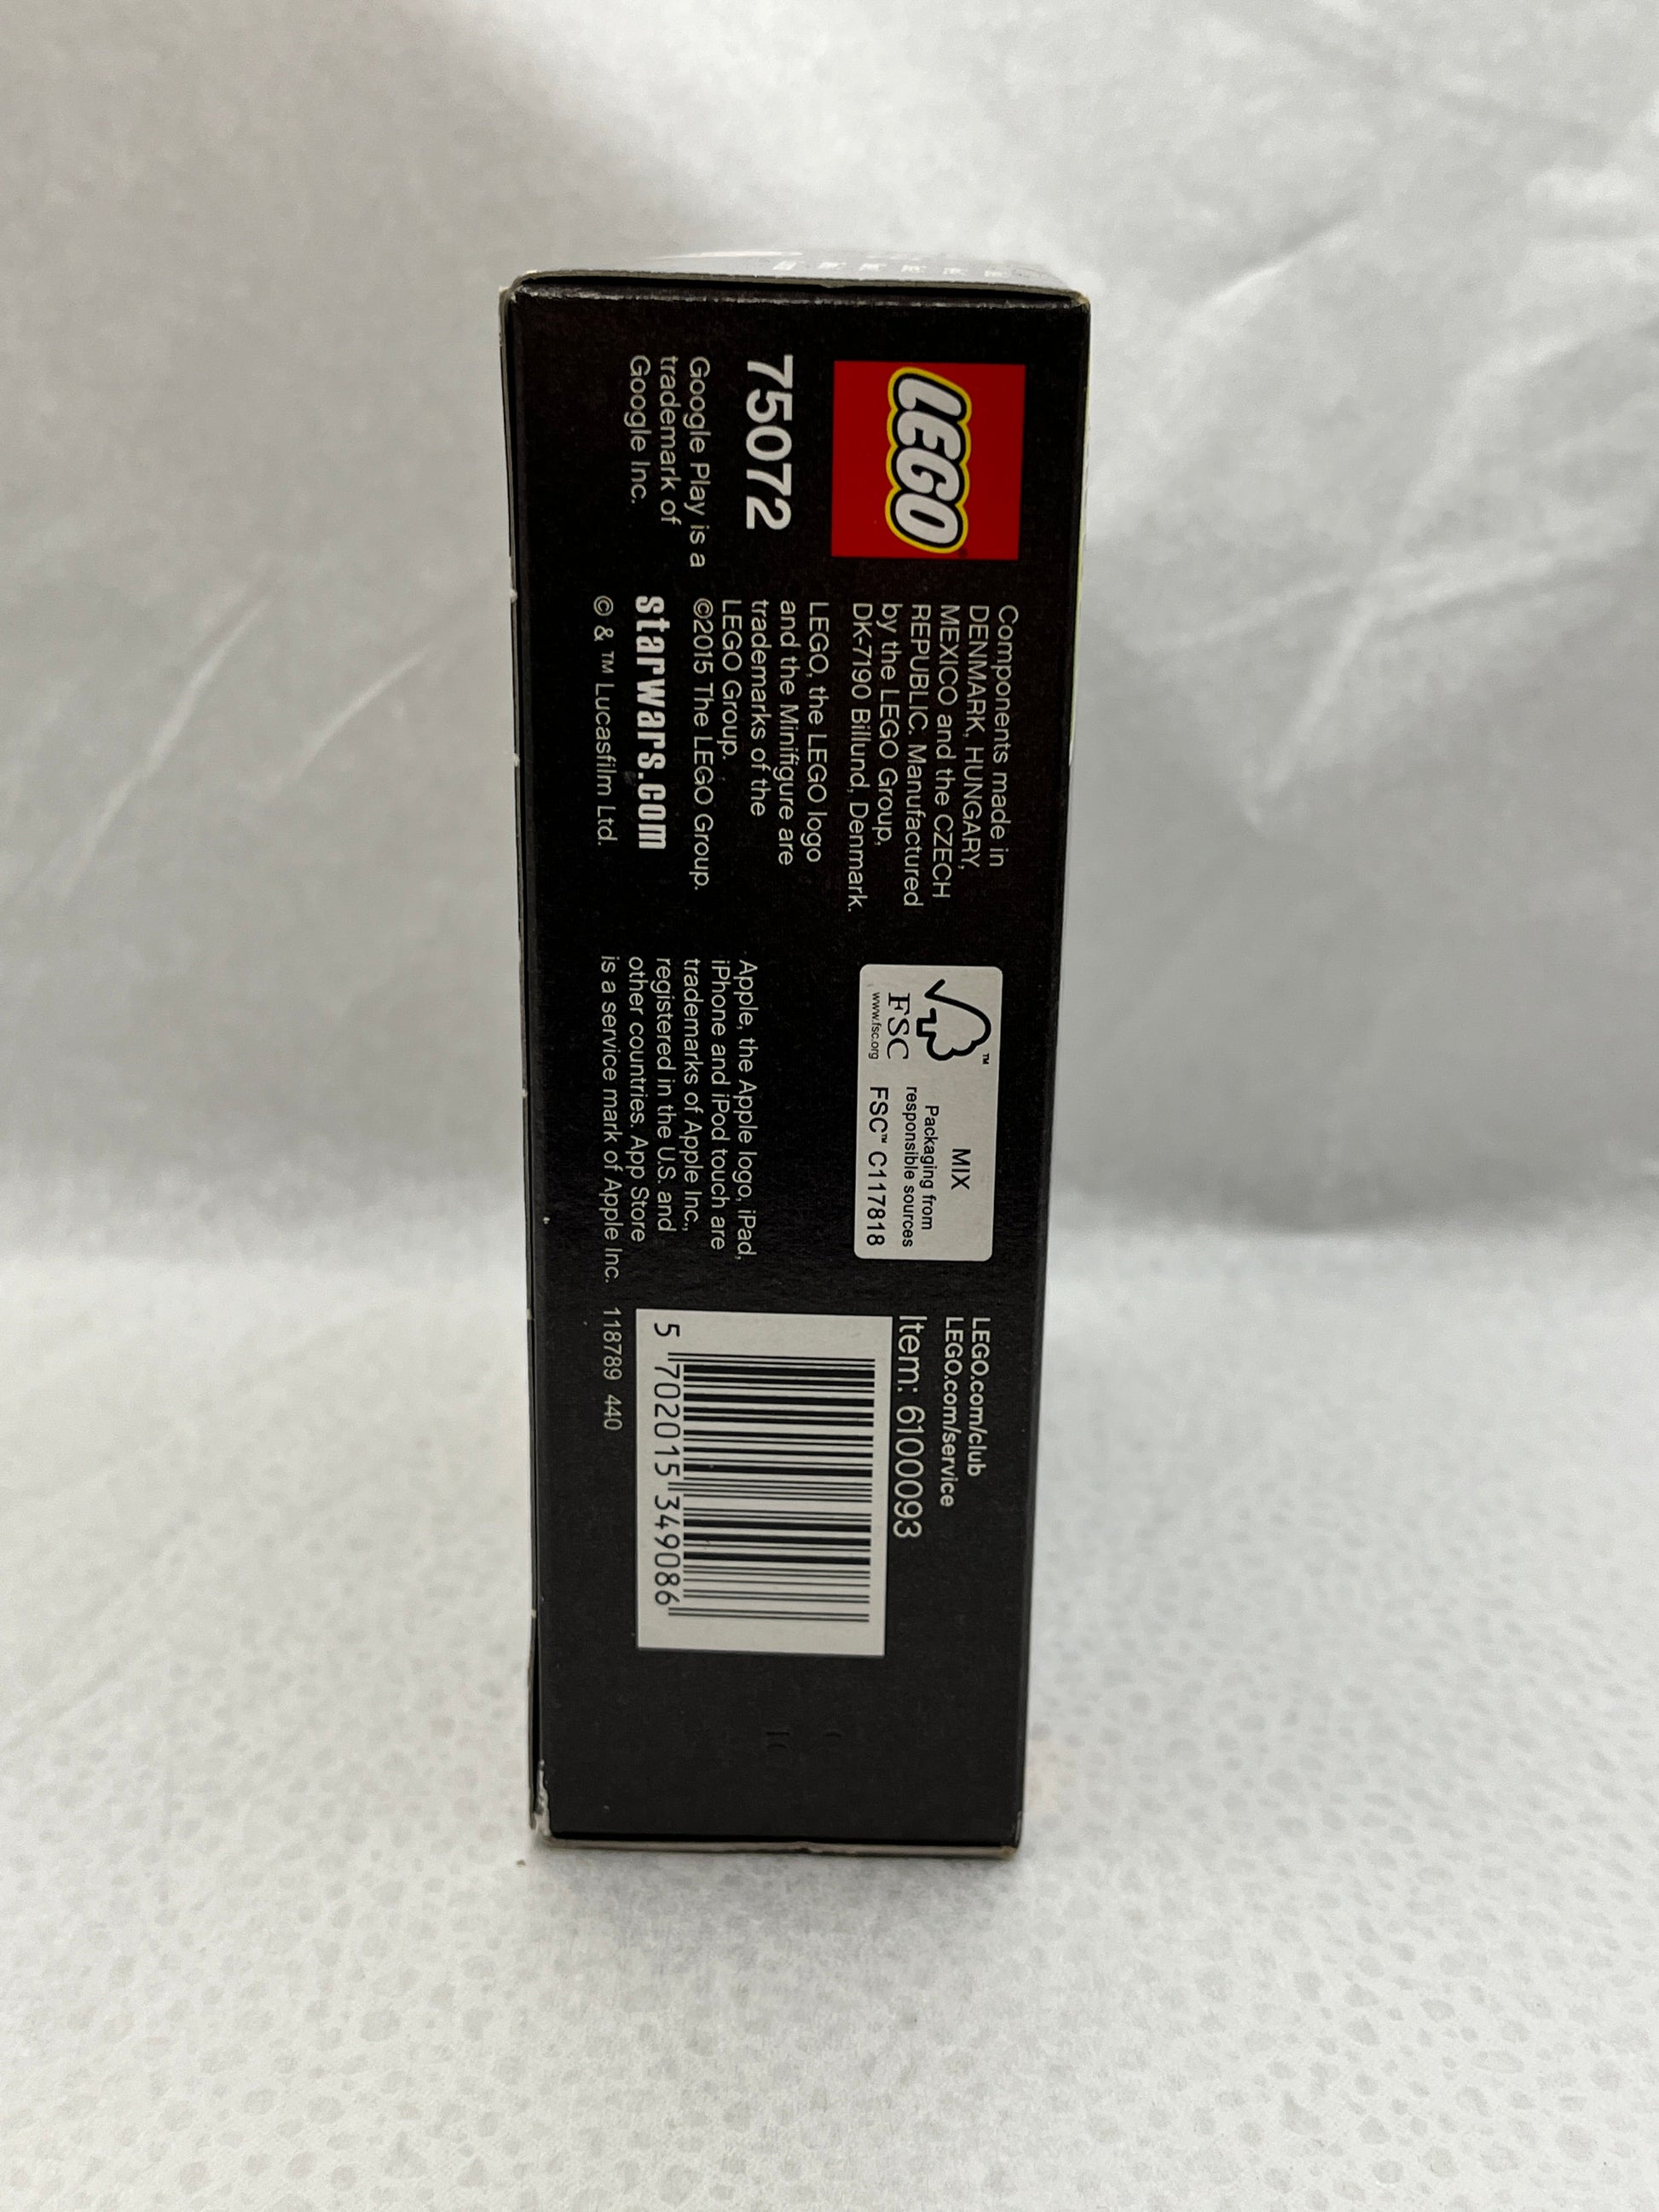 LEGO
75072
Google Play is a
trademark of
Google Inc.
Components made in
DENMARK, HUNGARY,
MEXICO and the CZECH
REPUBLIC. Manufactured
by the LEGO Group,
DK-7190 Billund, Denmark.
LEGO, the LEGO logo
and the Minifigure are
trademarks of the
LEGO Group.
©2015 The LEGO Group.
starwars.com
© & ™ Lucasfilm Ltd.
™
FSC
www.fsc.org
MIX
Packaging from
responsible sources
FSC™ C117818
Apple, the Apple logo, iPad,
iPhone and iPod touch are
trademarks of Apple Inc.,
registered in the U.S. and
other countries. App Store
is a service mark of Apple Inc.
LEGO.com/club
LEGO.com/service
Item: 6100093
5 702015 349086
118789 440